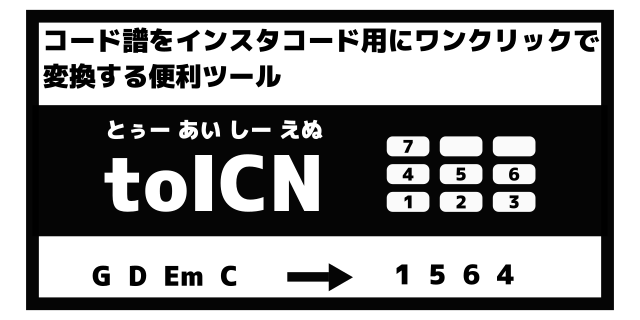 コード譜をインスタコード用にワンクリックで
変換する便利ツール
とぅー あい しー えぬ
toICN
7
4 5 6
1 2 3
G D Em C → 1 5 6 4